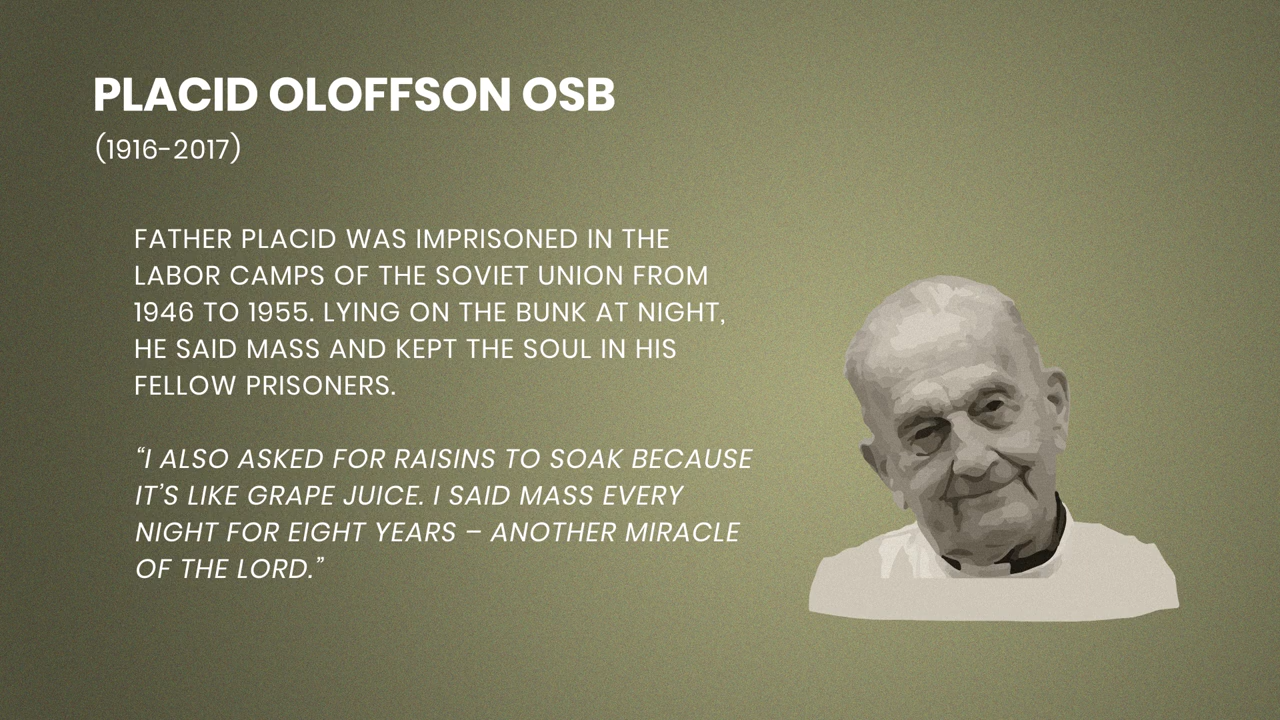 PLACID OLOFFSON OSB
(1916-2017)
FATHER PLACID WAS IMPRISONED IN THE
LABOR CAMPS OF THE SOVIET UNION FROM
1946 TO 1955. LYING ON THE BUNK AT NIGHT,
HE SAID MASS AND KEPT THE SOUL IN HIS
FELLOW PRISONERS.
“I ALSO ASKED FOR RAISINS TO SOAK BECAUSE
IT’S LIKE GRAPE JUICE. I SAID MASS EVERY
NIGHT FOR EIGHT YEARS – ANOTHER MIRACLE
OF THE LORD.”